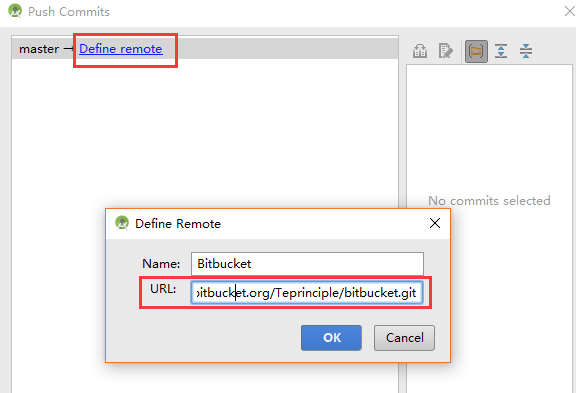 Push Commits
master → Define remote
No commits selected
Define Remote
Name: Bitbucket
URL: bitbucket.org/Teprinciple/bitbucket.git
OK Cancel